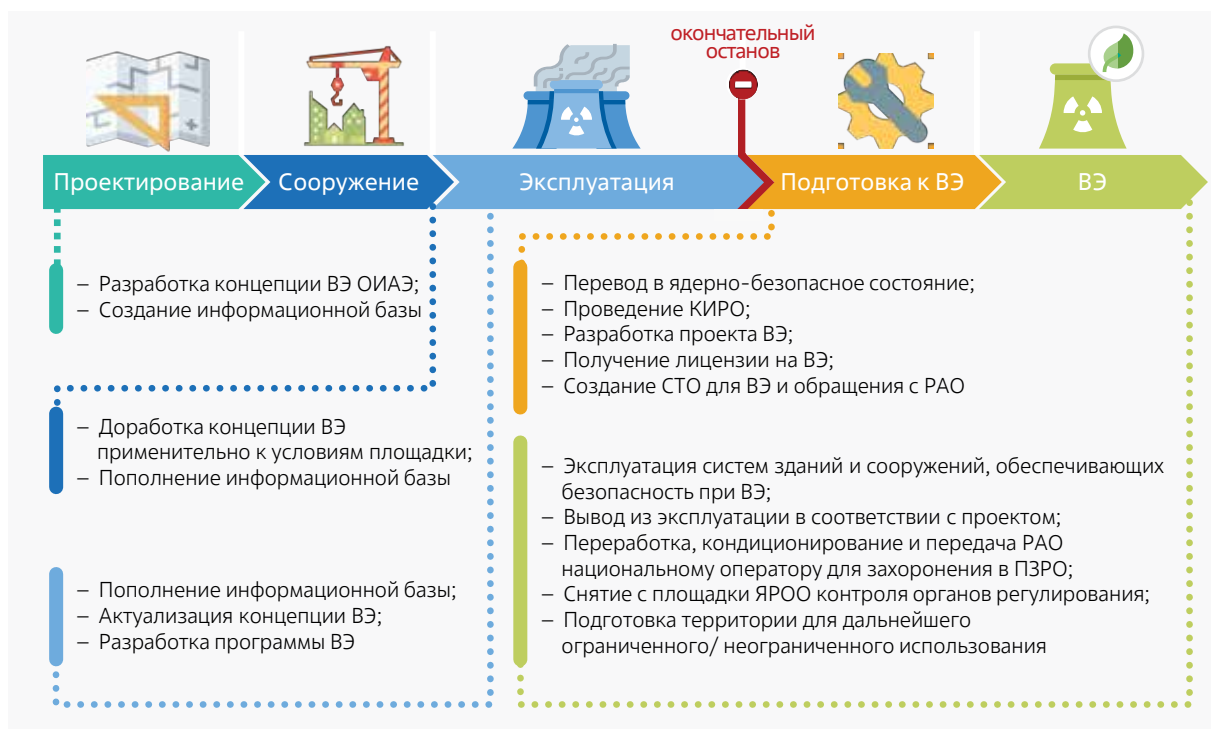 окончательный
останов
Проектирование
Сооружение
Эксплуатация
Подготовка к ВЭ
ВЭ
– Разработка концепции ВЭ ОИАЭ;
– Создание информационной базы
– Доработка концепции ВЭ
применительно к условиям площадки;
– Пополнение информационной базы
– Пополнение информационной базы;
– Актуализация концепции ВЭ;
– Разработка программы ВЭ
– Перевод в ядерно-безопасное состояние;
– Проведение КИРО;
– Разработка проекта ВЭ;
– Получение лицензии на ВЭ;
– Создание СТО для ВЭ и обращения с РАО
– Эксплуатация систем зданий и сооружений, обеспечивающих
безопасность при ВЭ;
– Вывод из эксплуатации в соответствии с проектом;
– Переработка, кондиционирование и передача РАО
национальному оператору для захоронения в ПЗРО;
– Снятие с площадки ЯРОО контроля органов регулирования;
– Подготовка территории для дальнейшего
ограниченного/ неограниченного использования